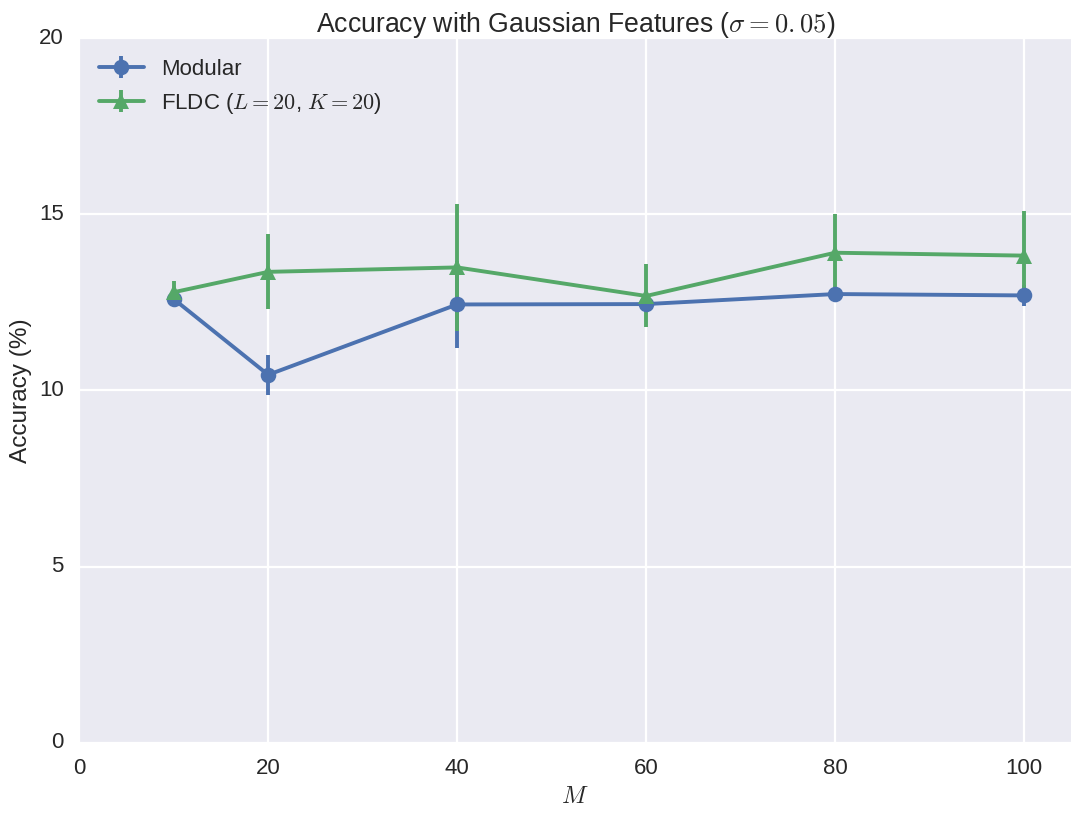 Accuracy with Gaussian Features (σ = 0.05)
20
Modular
FLDC (L = 20, K = 20)
15
10
5
0
Accuracy (%)
0 20 40 60 80 100
M